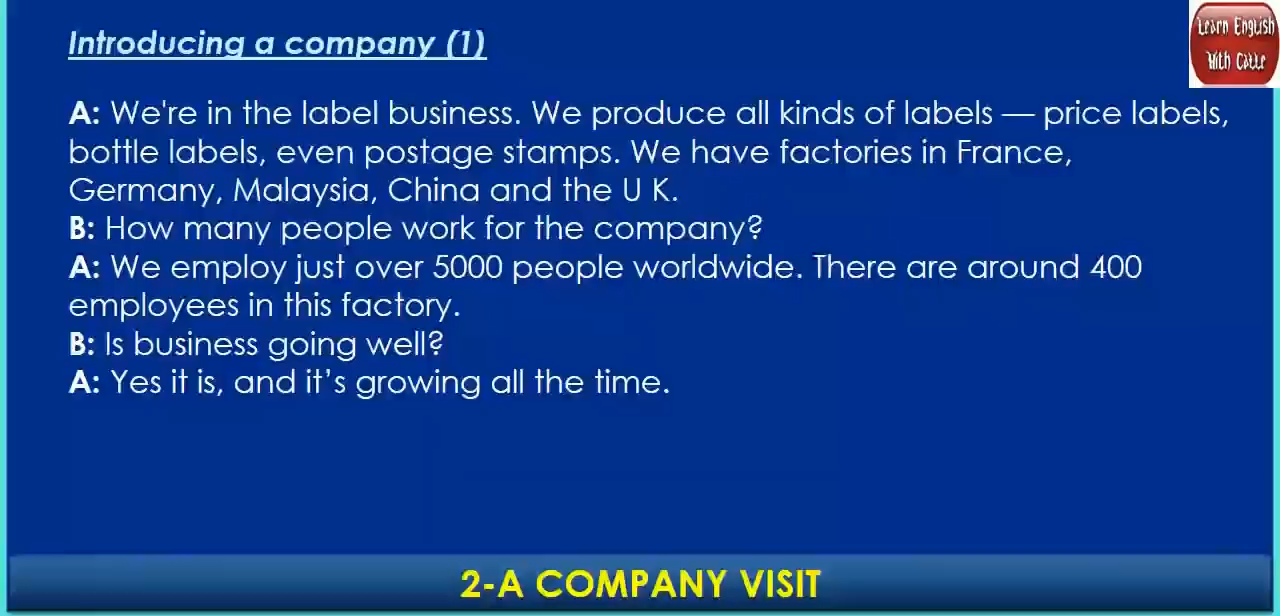 Introducing a company (1)
Learn English
With
A: We're in the label business. We produce all kinds of labels — price labels,
bottle labels, even postage stamps. We have factories in France,
Germany, Malaysia, China and the U K.
B: How many people work for the company?
A: We employ just over 5000 people worldwide. There are around 400
employees in this factory.
B: Is business going well?
A: Yes it is, and it’s growing all the time.
2-A COMPANY VISIT